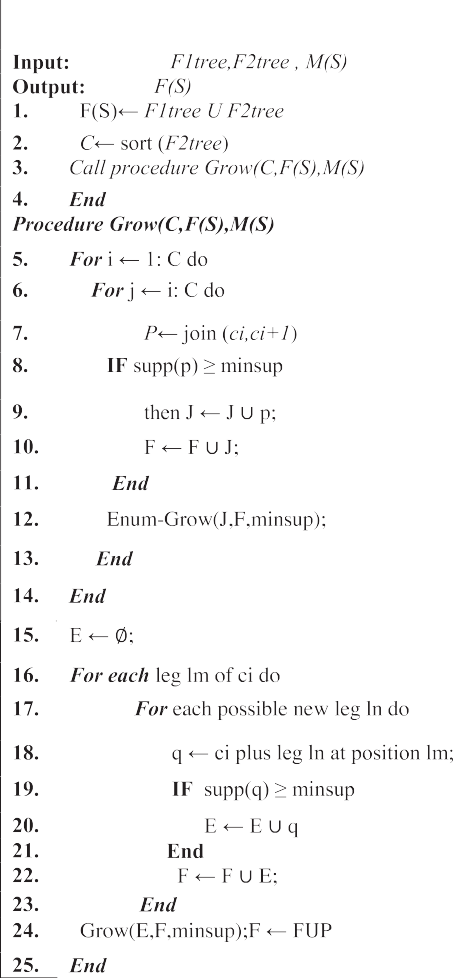 Input: F1tree,F2tree , M(S)
Output: F(S)
1. F(S)← F1tree U F2tree
2. C← sort (F2tree)
3. Call procedure Grow(C,F(S),M(S)
4. End
Procedure Grow(C,F(S),M(S)
5. For i ← 1: C do
6. For j ← i: C do
7. P← join (ci,ci+1)
8. IF supp(p) ≥ minsup
9. then J ← J ∪ p;
10. F ← F ∪ J;
11. End
12. Enum-Grow(J,F,minsup);
13. End
14. End
15. E ← ∅;
16. For each leg lm of ci do
17. For each possible new leg ln do
18. q ← ci plus leg ln at position lm;
19. IF supp(q) ≥ minsup
20. E ← E ∪ q
21. End
22. F ← F ∪ E;
23. End
24. Grow(E,F,minsup);F ← FUP
25. End